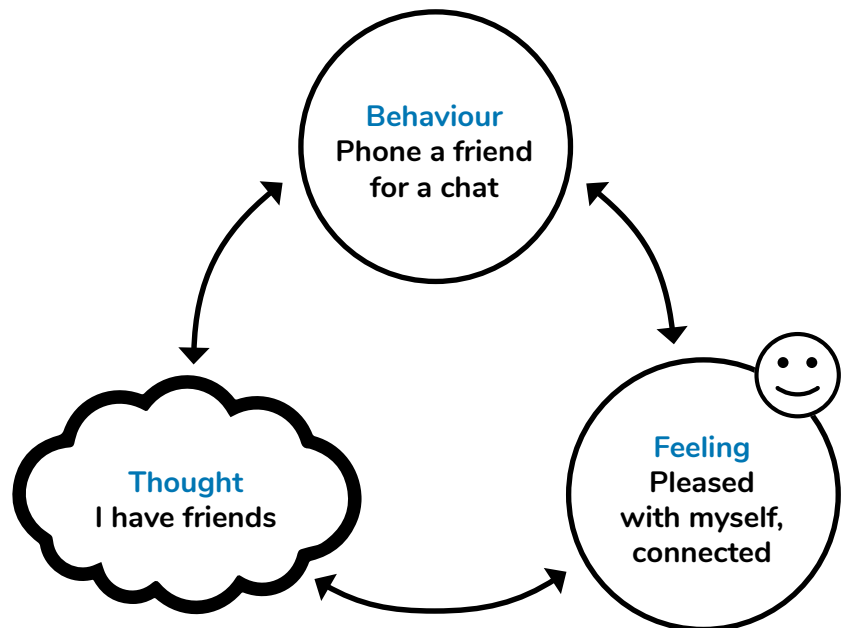 Behaviour
Phone a friend
for a chat
Thought
I have friends
Feeling
Pleased
with myself,
connected